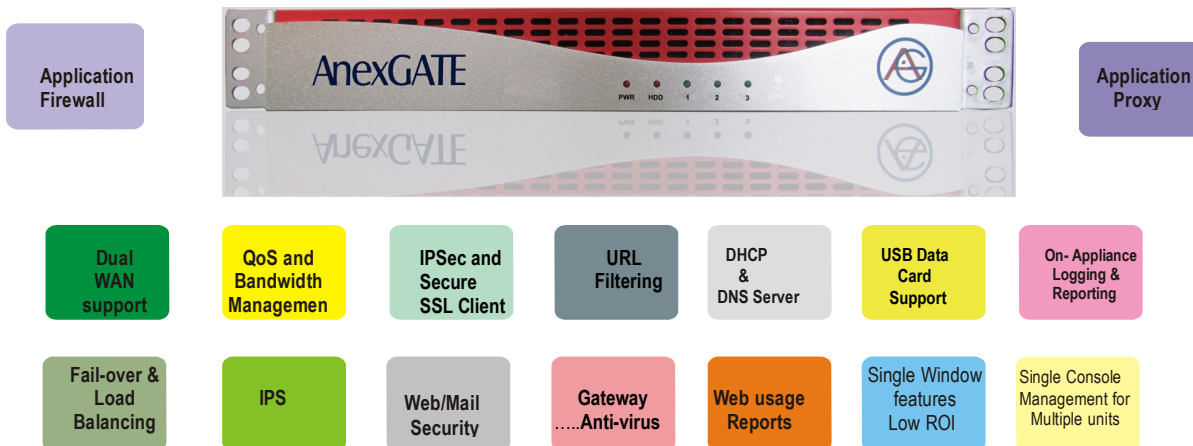 Application
Firewall
AnexGATE
AG
PWR HDD 1 2 3
Application
Proxy
Dual
WAN
support
QoS and
Bandwidth
Managemen
IPSec and
Secure
SSL Client
URL
Filtering
DHCP
&
DNS Server
USB Data
Card
Support
On- Appliance
Logging &
Reporting
Fail-over &
Load
Balancing
IPS
Web/Mail
Security
Gateway
.....Anti-virus
Web usage
Reports
Single Window
features
Low ROI
Single Console
Management for
Multiple units